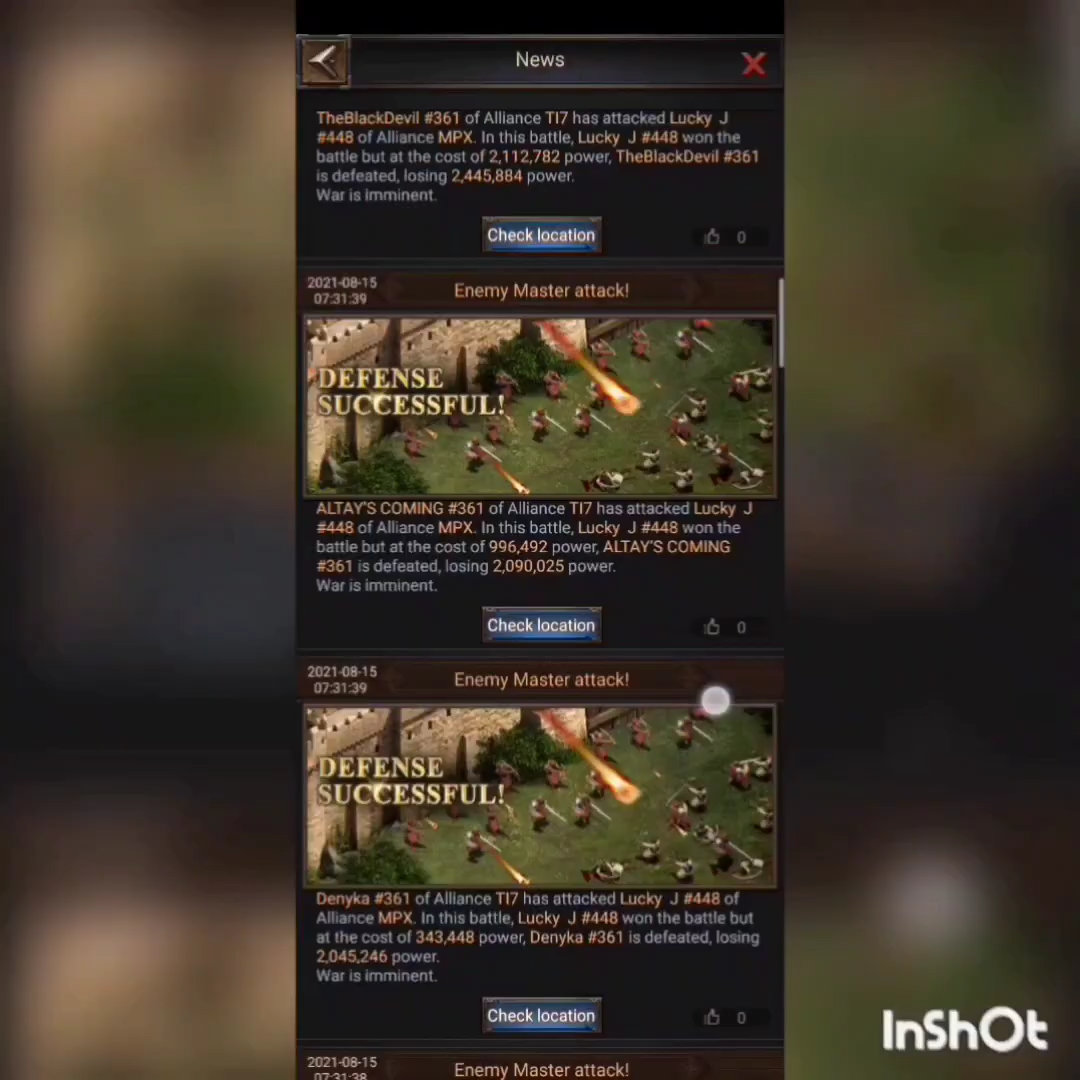 News
TheBlackDevil #361 of Alliance TI7 has attacked Lucky J
#448 of Alliance MPX. In this battle, Lucky J #448 won the
battle but at the cost of 2,112,782 power, TheBlackDevil #361
is defeated, losing 2,445,884 power.
War is imminent.
Check location
0
2021-08-15
07:31:39
Enemy Master attack!
DEFENSE
SUCCESSFUL!
ALTAY'S COMING #361 of Alliance TI7 has attacked Lucky J
#448 of Alliance MPX. In this battle, Lucky J #448 won the
battle but at the cost of 996,492 power, ALTAY'S COMING
#361 is defeated, losing 2,090,025 power.
War is imminent.
Check location
0
2021-08-15
07:31:39
Enemy Master attack!
DEFENSE
SUCCESSFUL!
Denyka #361 of Alliance TI7 has attacked Lucky J #448 of
Alliance MPX. In this battle, Lucky J #448 won the battle but
at the cost of 343,448 power, Denyka #361 is defeated, losing
2,045,246 power.
War is imminent.
Check location
0
2021-08-15
07:31:38
Enemy Master attack!
InShOt